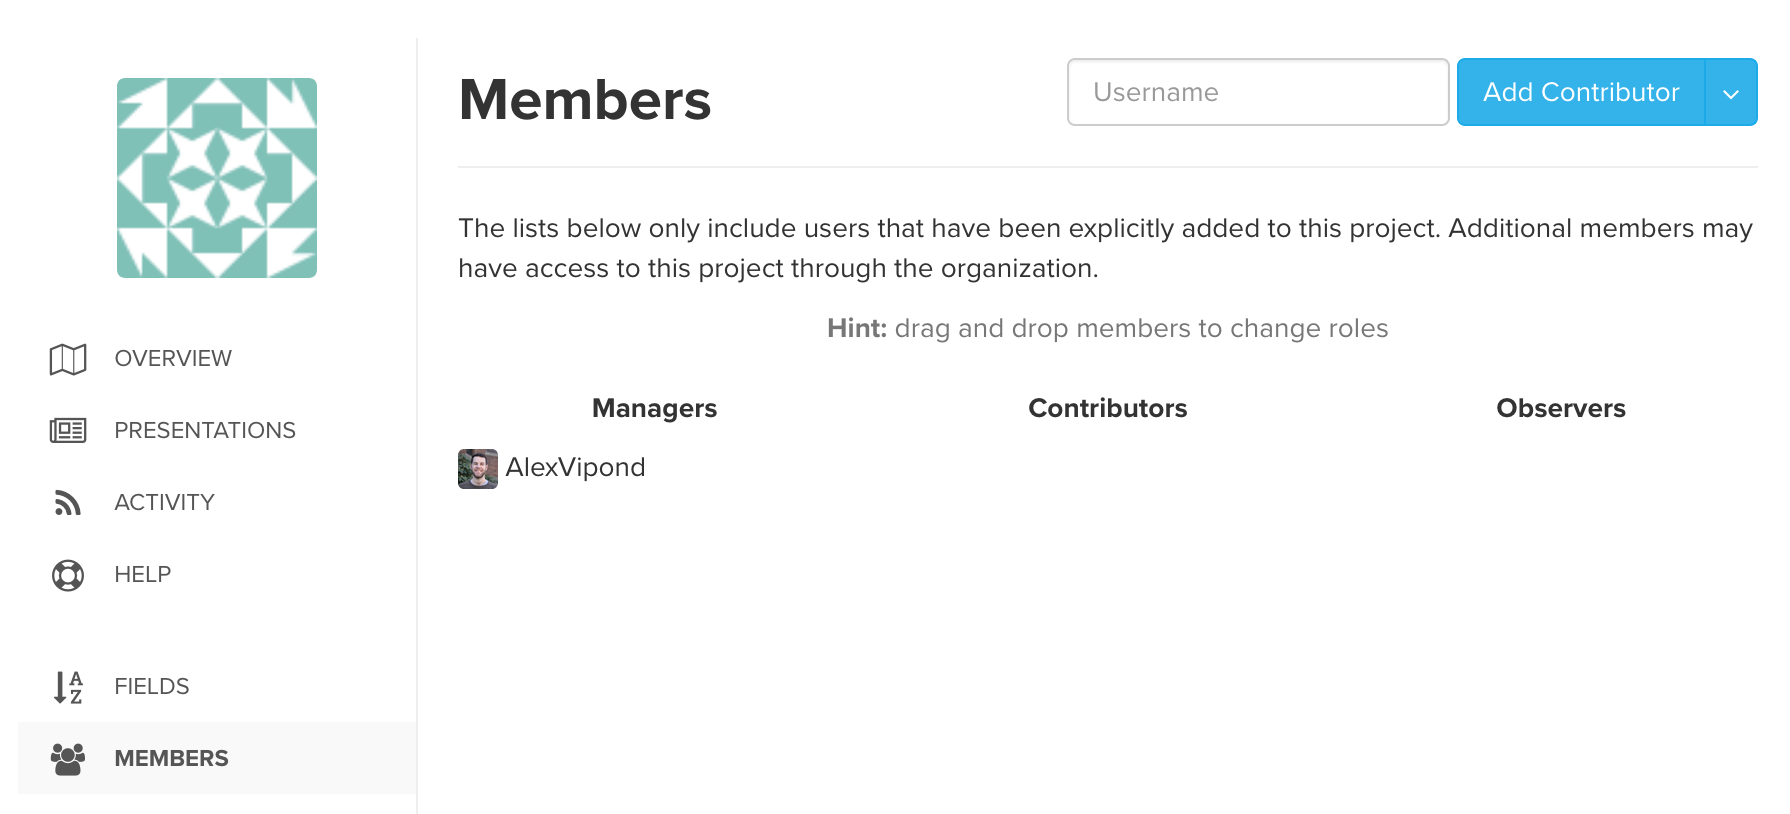 OVERVIEW
PRESENTATIONS
ACTIVITY
HELP
FIELDS
MEMBERS
Members
Username
Add Contributor
The lists below only include users that have been explicitly added to this project. Additional members may
have access to this project through the organization.
Hint: drag and drop members to change roles
Managers
Contributors
Observers
AlexVipond